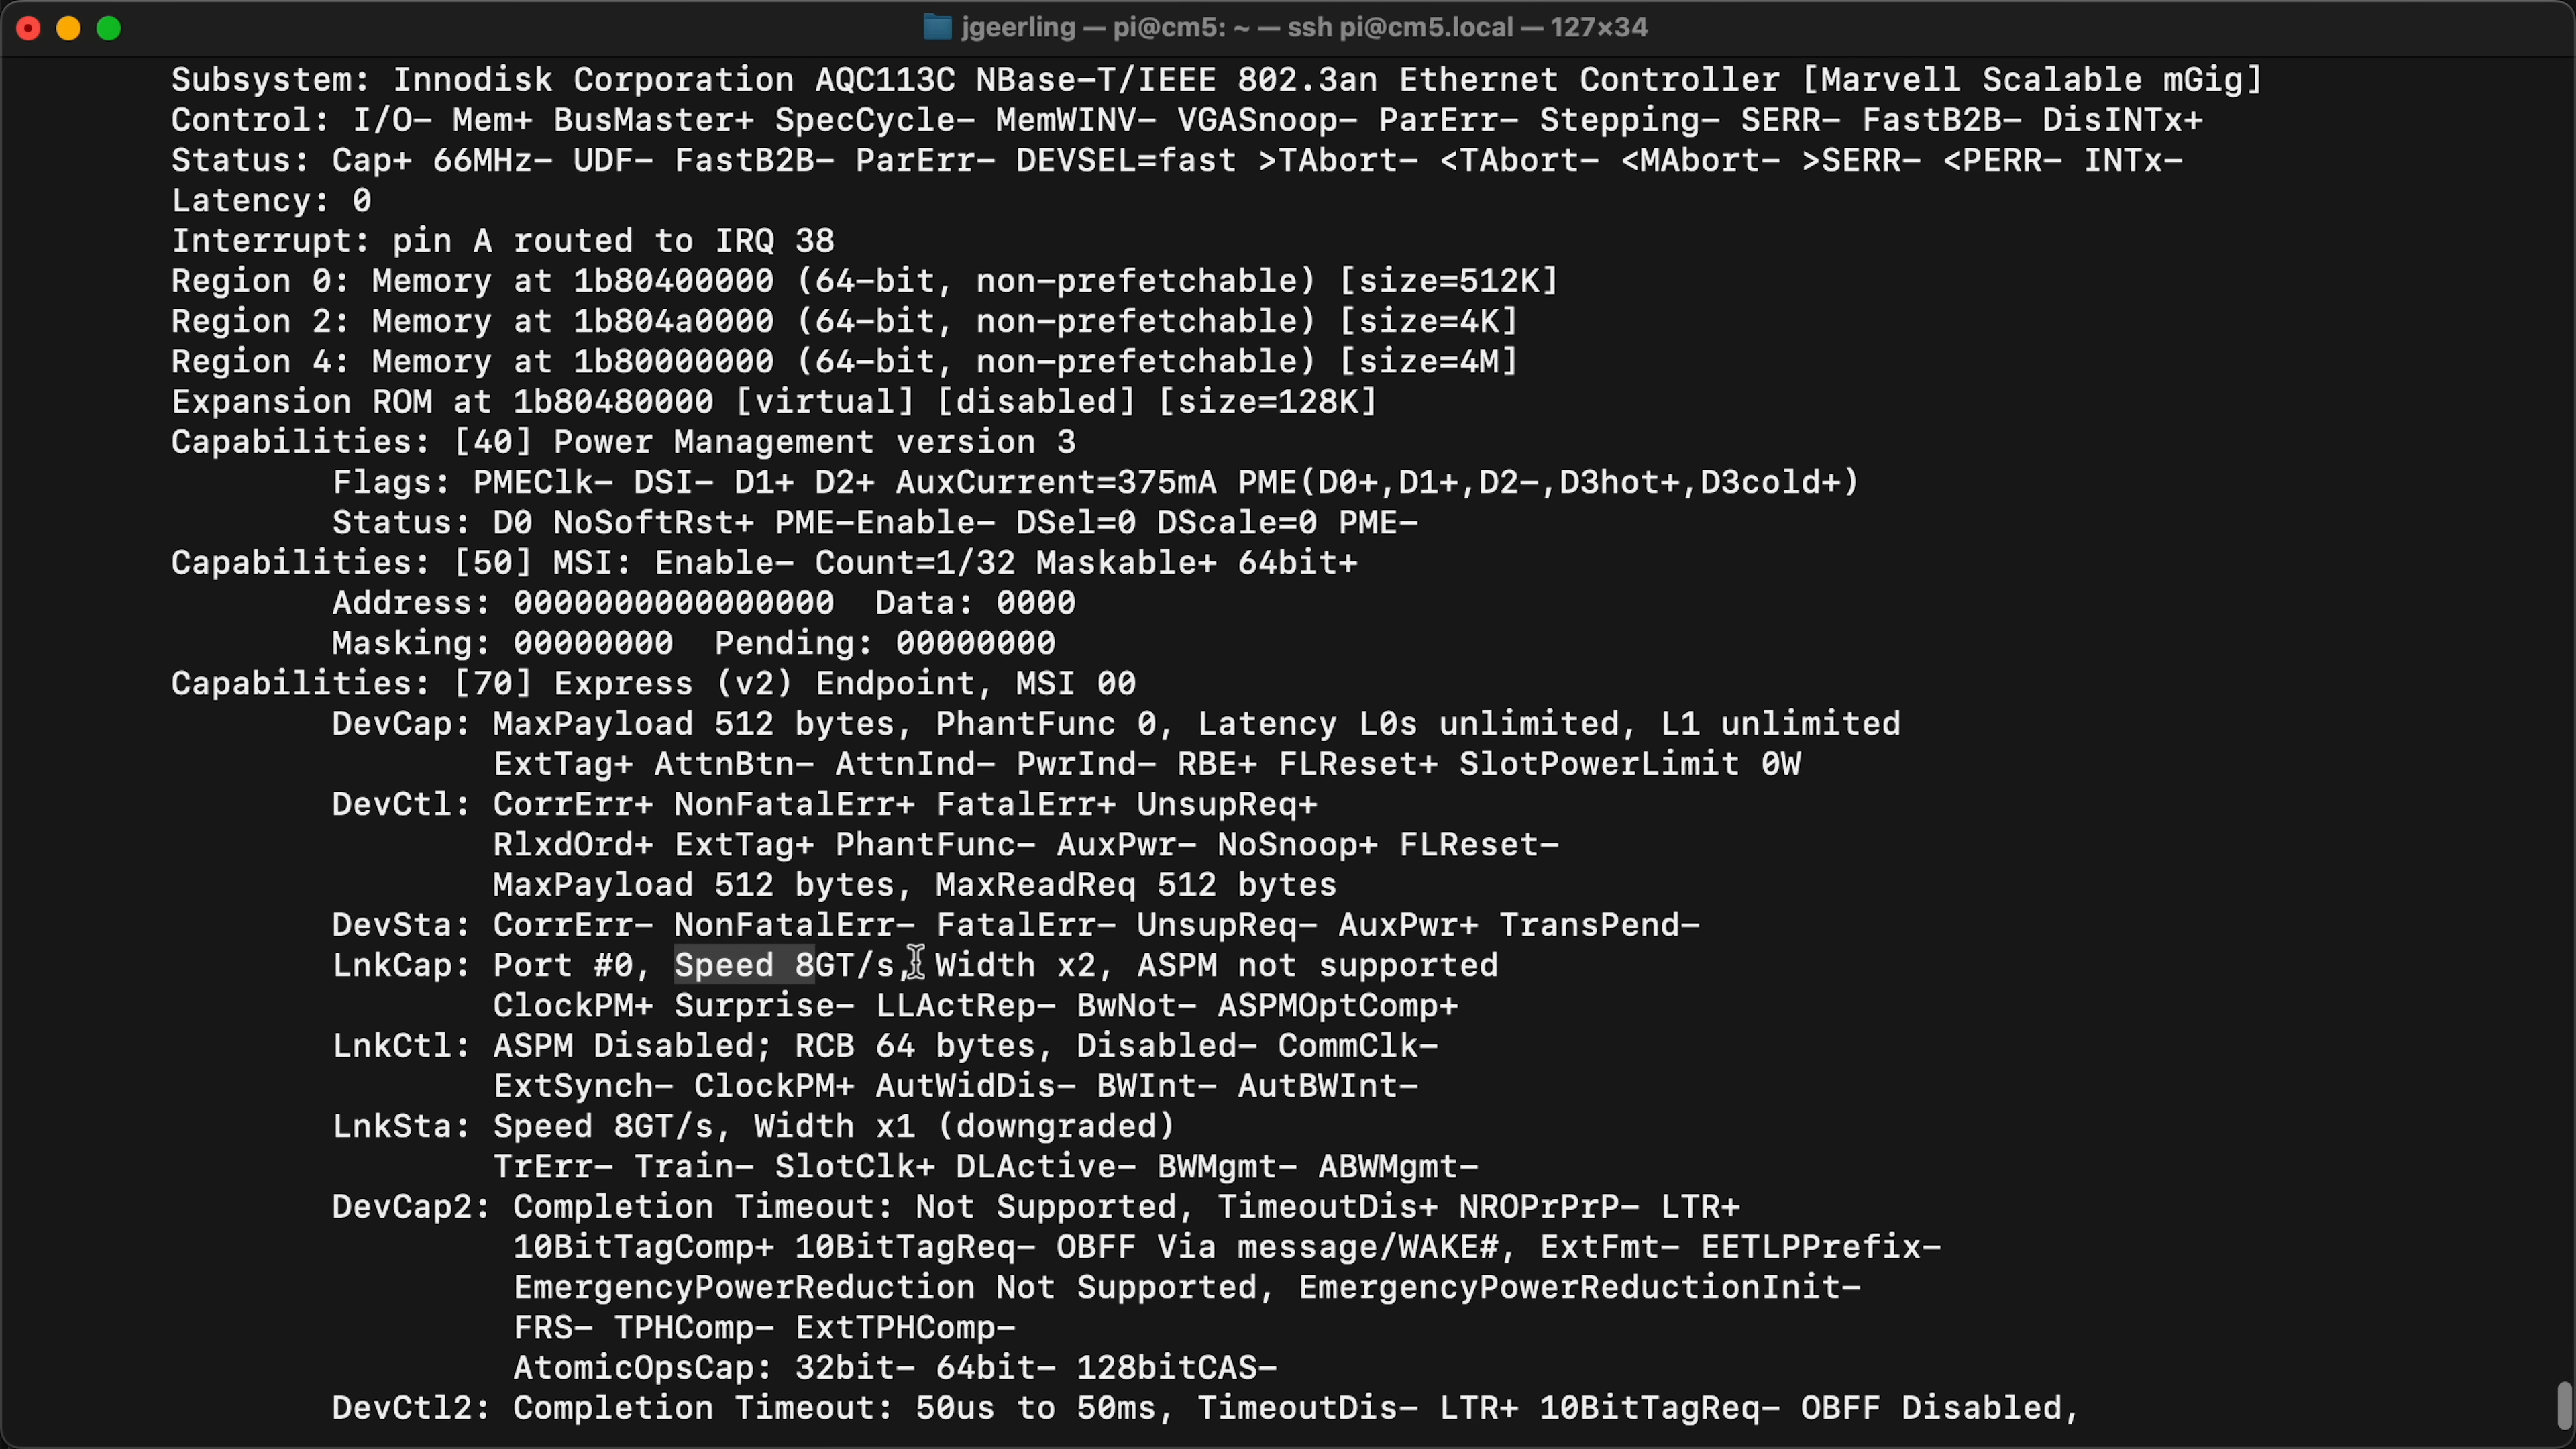 jgeerling — pi@cm5: ~ — ssh pi@cm5.local — 127×34
Subsystem: Innodisk Corporation AQC113C NBase-T/IEEE 802.3an Ethernet Controller [Marvell Scalable mGig]
Control: I/O- Mem+ BusMaster+ SpecCycle- MemWINV- VGASnoop- ParErr- Stepping- SERR- FastB2B- DisINTx+
Status: Cap+ 66MHz- UDF- FastB2B- ParErr- DEVSEL=fast >TAbort- <TAbort- <MAbort- >SERR- <PERR- INTx-
Latency: 0
Interrupt: pin A routed to IRQ 38
Region 0: Memory at 1b80400000 (64-bit, non-prefetchable) [size=512K]
Region 2: Memory at 1b804a0000 (64-bit, non-prefetchable) [size=4K]
Region 4: Memory at 1b80000000 (64-bit, non-prefetchable) [size=4M]
Expansion ROM at 1b80480000 [virtual] [disabled] [size=128K]
Capabilities: [40] Power Management version 3
Flags: PMEClk- DSI- D1+ D2+ AuxCurrent=375mA PME(D0+,D1+,D2-,D3hot+,D3cold+)
Status: D0 NoSoftRst+ PME-Enable- DSel=0 DScale=0 PME-
Capabilities: [50] MSI: Enable- Count=1/32 Maskable+ 64bit+
Address: 0000000000000000  Data: 0000
Masking: 00000000  Pending: 00000000
Capabilities: [70] Express (v2) Endpoint, MSI 00
DevCap: MaxPayload 512 bytes, PhantFunc 0, Latency L0s unlimited, L1 unlimited
ExtTag+ AttnBtn- AttnInd- PwrInd- RBE+ FLReset+ SlotPowerLimit 0W
DevCtl: CorrErr+ NonFatalErr+ FatalErr+ UnsupReq+
RlxdOrd+ ExtTag+ PhantFunc- AuxPwr- NoSnoop+ FLReset-
MaxPayload 512 bytes, MaxReadReq 512 bytes
DevSta: CorrErr- NonFatalErr- FatalErr- UnsupReq- AuxPwr+ TransPend-
LnkCap: Port #0, Speed 8GT/s, Width x2, ASPM not supported
ClockPM+ Surprise- LLActRep- BwNot- ASPMOptComp+
LnkCtl: ASPM Disabled; RCB 64 bytes, Disabled- CommClk-
ExtSynch- ClockPM+ AutWidDis- BWInt- AutBWInt-
LnkSta: Speed 8GT/s, Width x1 (downgraded)
TrErr- Train- SlotClk+ DLActive- BWMgmt- ABWMgmt-
DevCap2: Completion Timeout: Not Supported, TimeoutDis+ NROPrPrP- LTR+
10BitTagComp+ 10BitTagReq- OBFF Via message/WAKE#, ExtFmt- EETLPPrefix-
EmergencyPowerReduction Not Supported, EmergencyPowerReductionInit-
FRS- TPHComp- ExtTPHComp-
AtomicOpsCap: 32bit- 64bit- 128bitCAS-
DevCtl2: Completion Timeout: 50us to 50ms, TimeoutDis- LTR+ 10BitTagReq- OBFF Disabled,